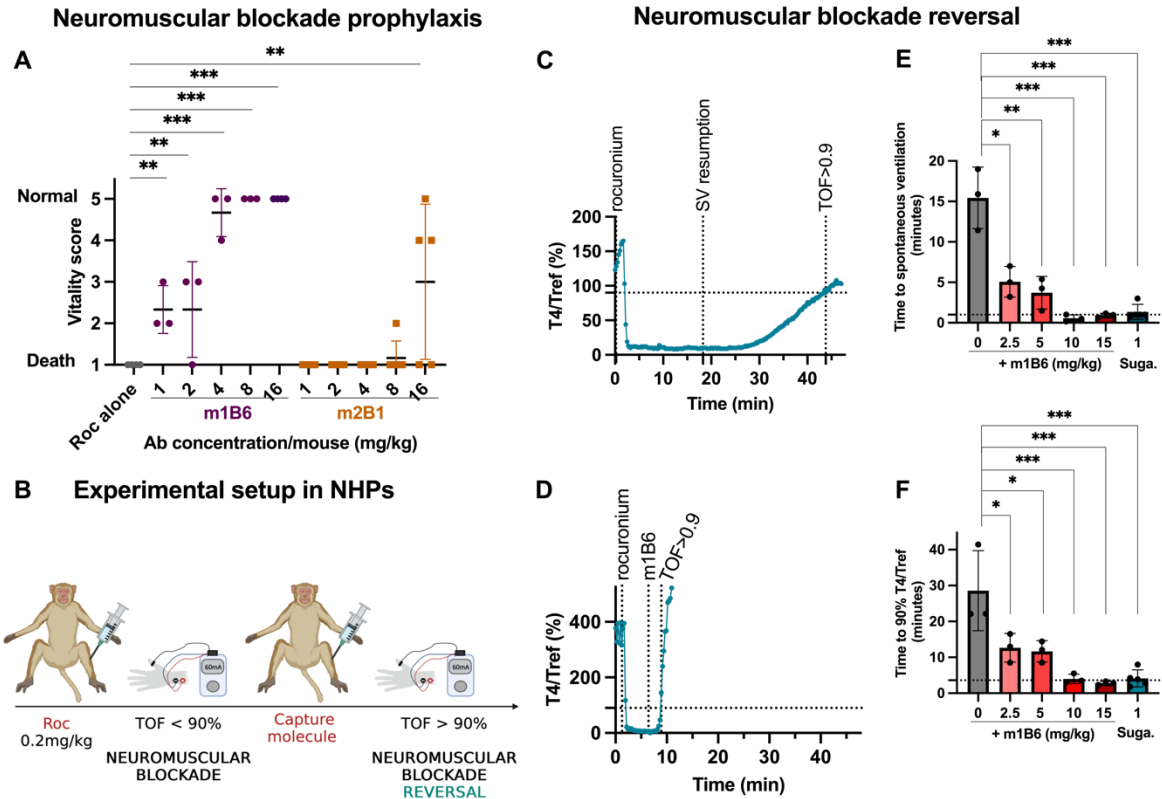 Neuromuscular blockade prophylaxis
Neuromuscular blockade reversal
A
**
***
***
***
**
**
Normal
Death
Vitality score
5
4
3
2
1
Roc alone
1
2
4
8
16
1
2
4
8
16
m1B6
m2B1
Ab concentration/mouse (mg/kg)
B
Experimental setup in NHPs
60mA
60mA
Roc
0.2mg/kg
TOF < 90%
Capture
molecule
TOF > 90%
NEUROMUSCULAR
BLOCKADE
NEUROMUSCULAR
BLOCKADE
REVERSAL
C
rocuronium
SV resumption
TOF>0.9
T4/Tref (%)
200
150
100
50
0
0 10 20 30 40
Time (min)
D
rocuronium
m1B6
TOF>0.9
T4/Tref (%)
400
200
0
0 10 20 30 40
Time (min)
E
***
***
***
**
*
Time to spontaneous ventilation
(minutes)
20
15
10
5
0
0 2.5 5 10 15 1
+ m1B6 (mg/kg) Suga.
F
***
***
***
*
*
Time to 90% T4/Tref
(minutes)
40
30
20
10
0
0 2.5 5 10 15 1
+ m1B6 (mg/kg) Suga.